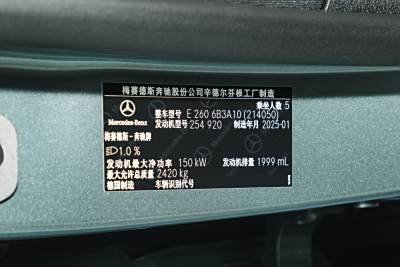 梅赛德斯奔驰股份公司辛德尔芬根工厂制造
乘坐人数 5
Mercedes-Benz
整车型号 E 260 6B3A10 (214050)
发动机型号 254 920 制造年月 2025-01
梅赛德斯-奔驰牌
1.0%
发动机最大净功率 150 kW 发动机排量 1999 mL
最大允许总质量 2420 kg
德国制造 车辆识别代号